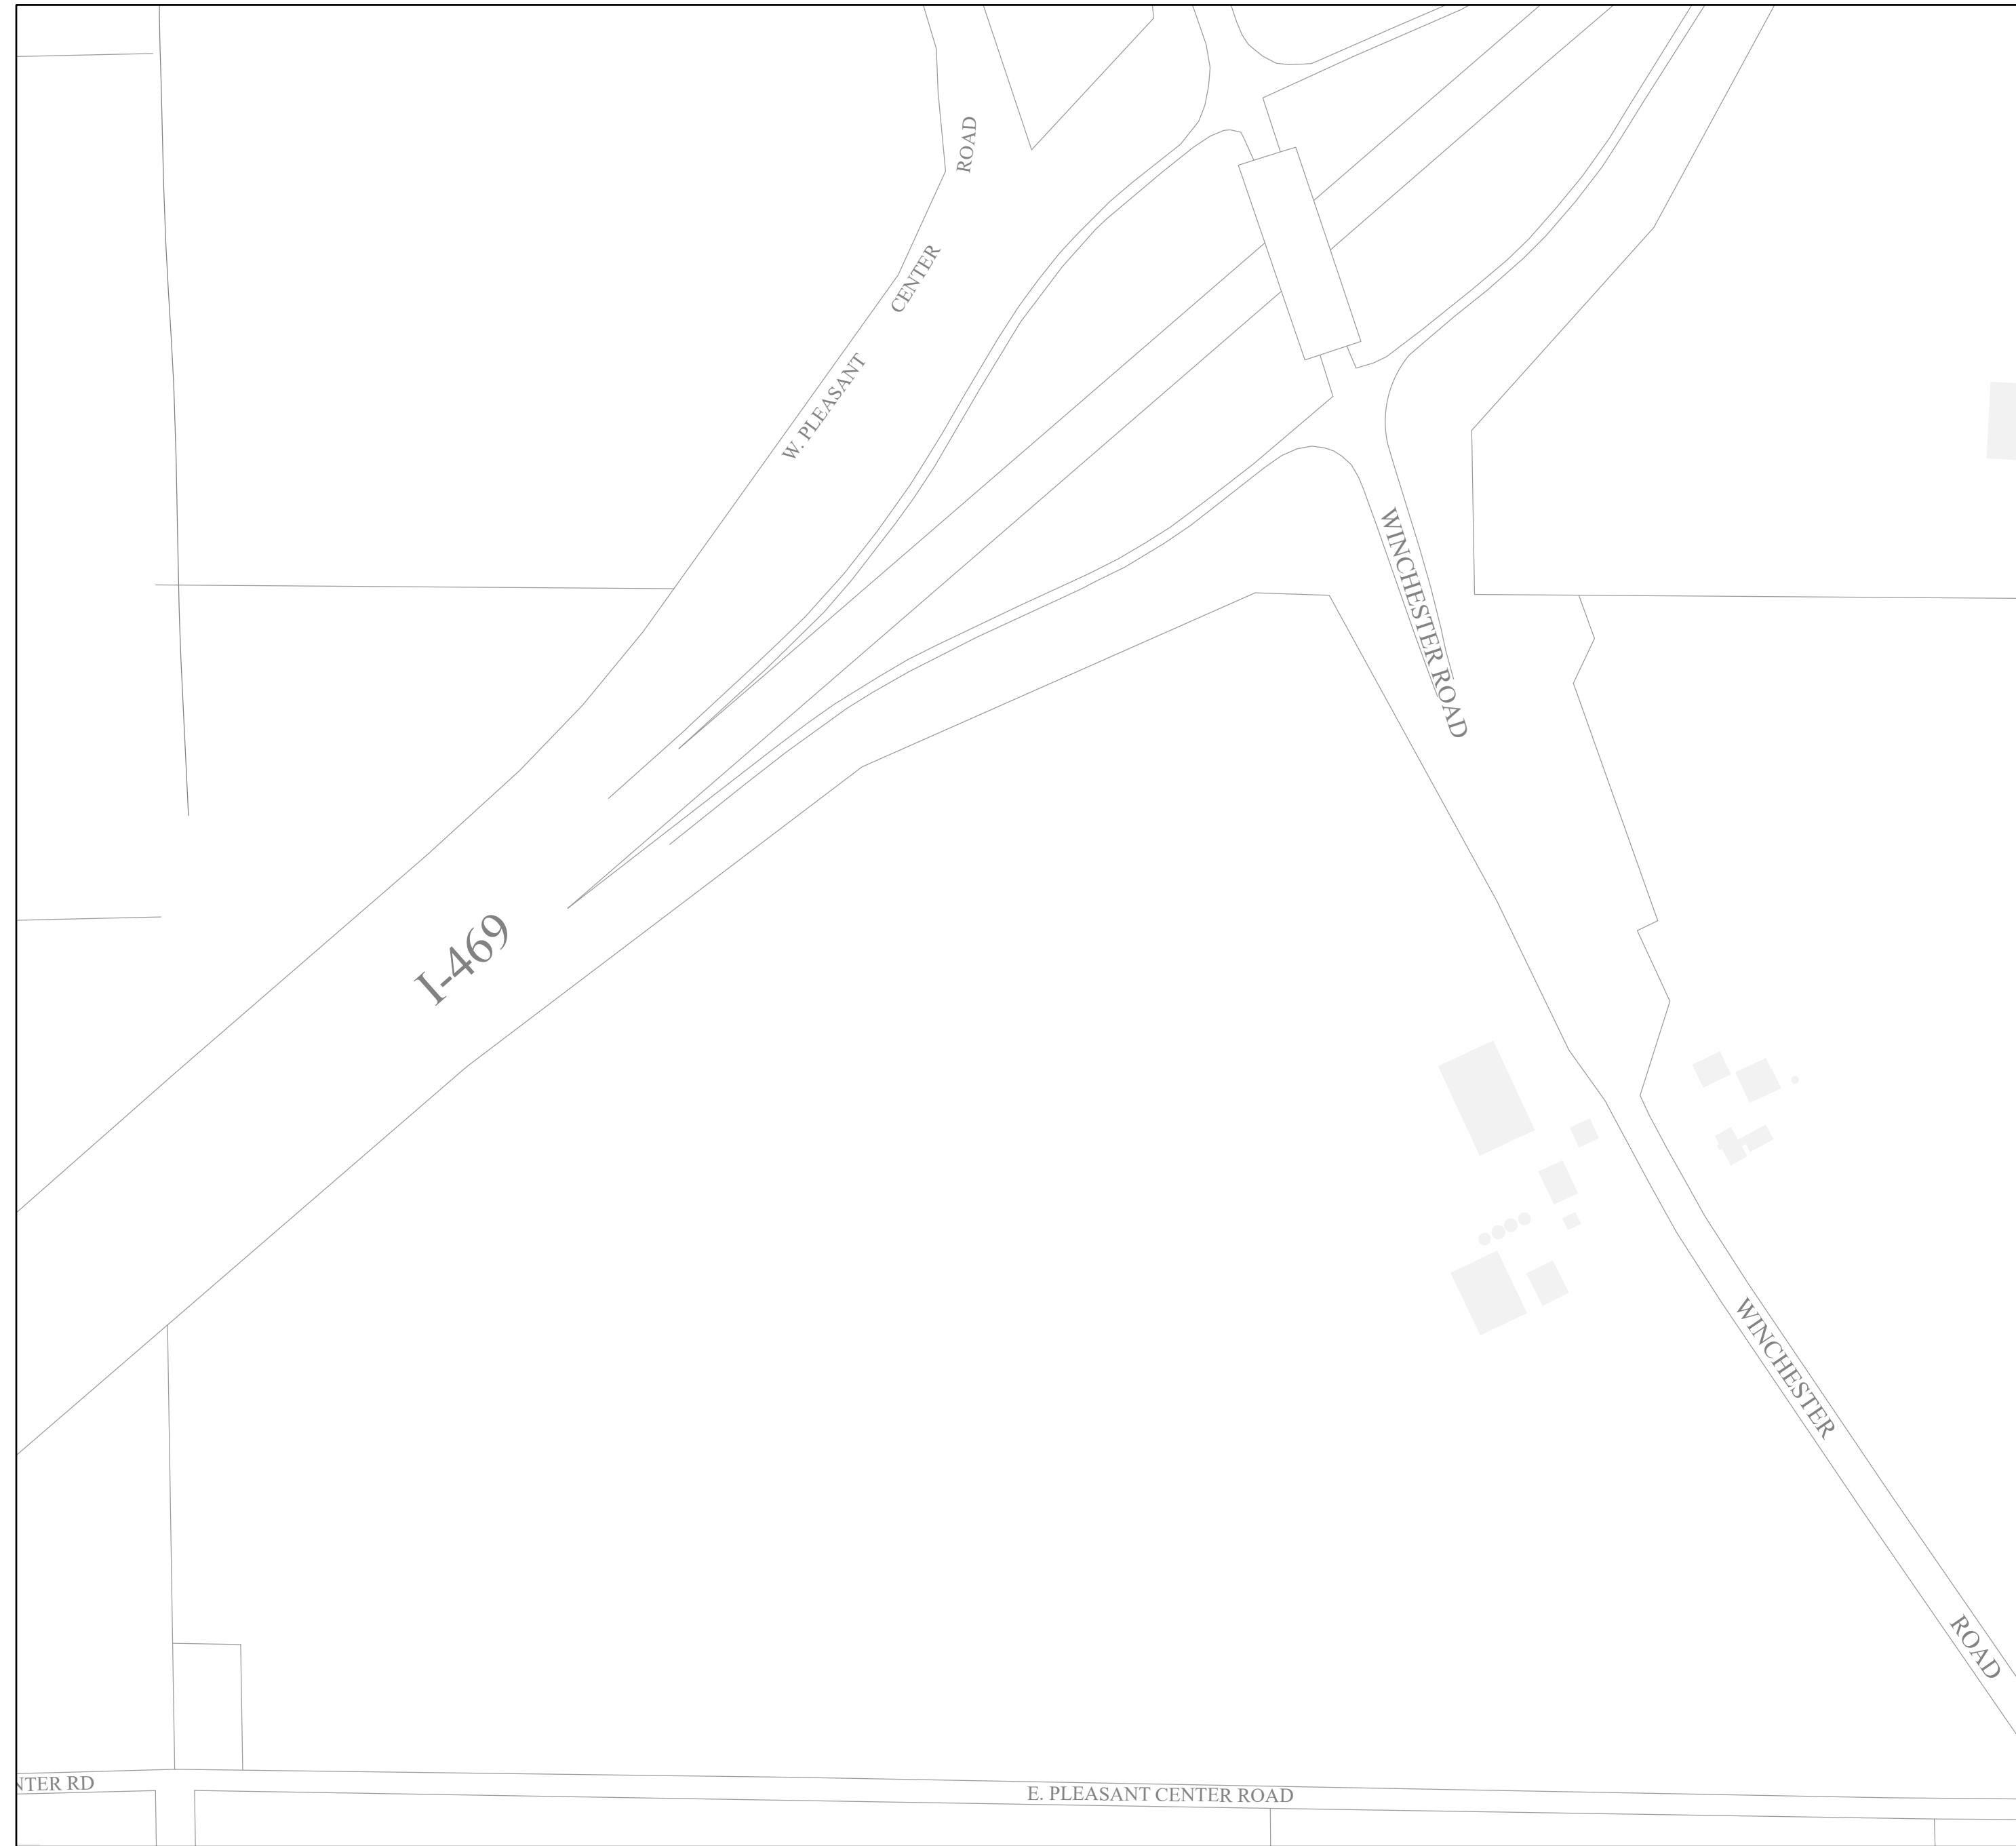 ROAD
CENTER
W. PLEASANT
WINCHESTER ROAD
I-469
WINCHESTER
ROAD
NTER RD
E. PLEASANT CENTER ROAD